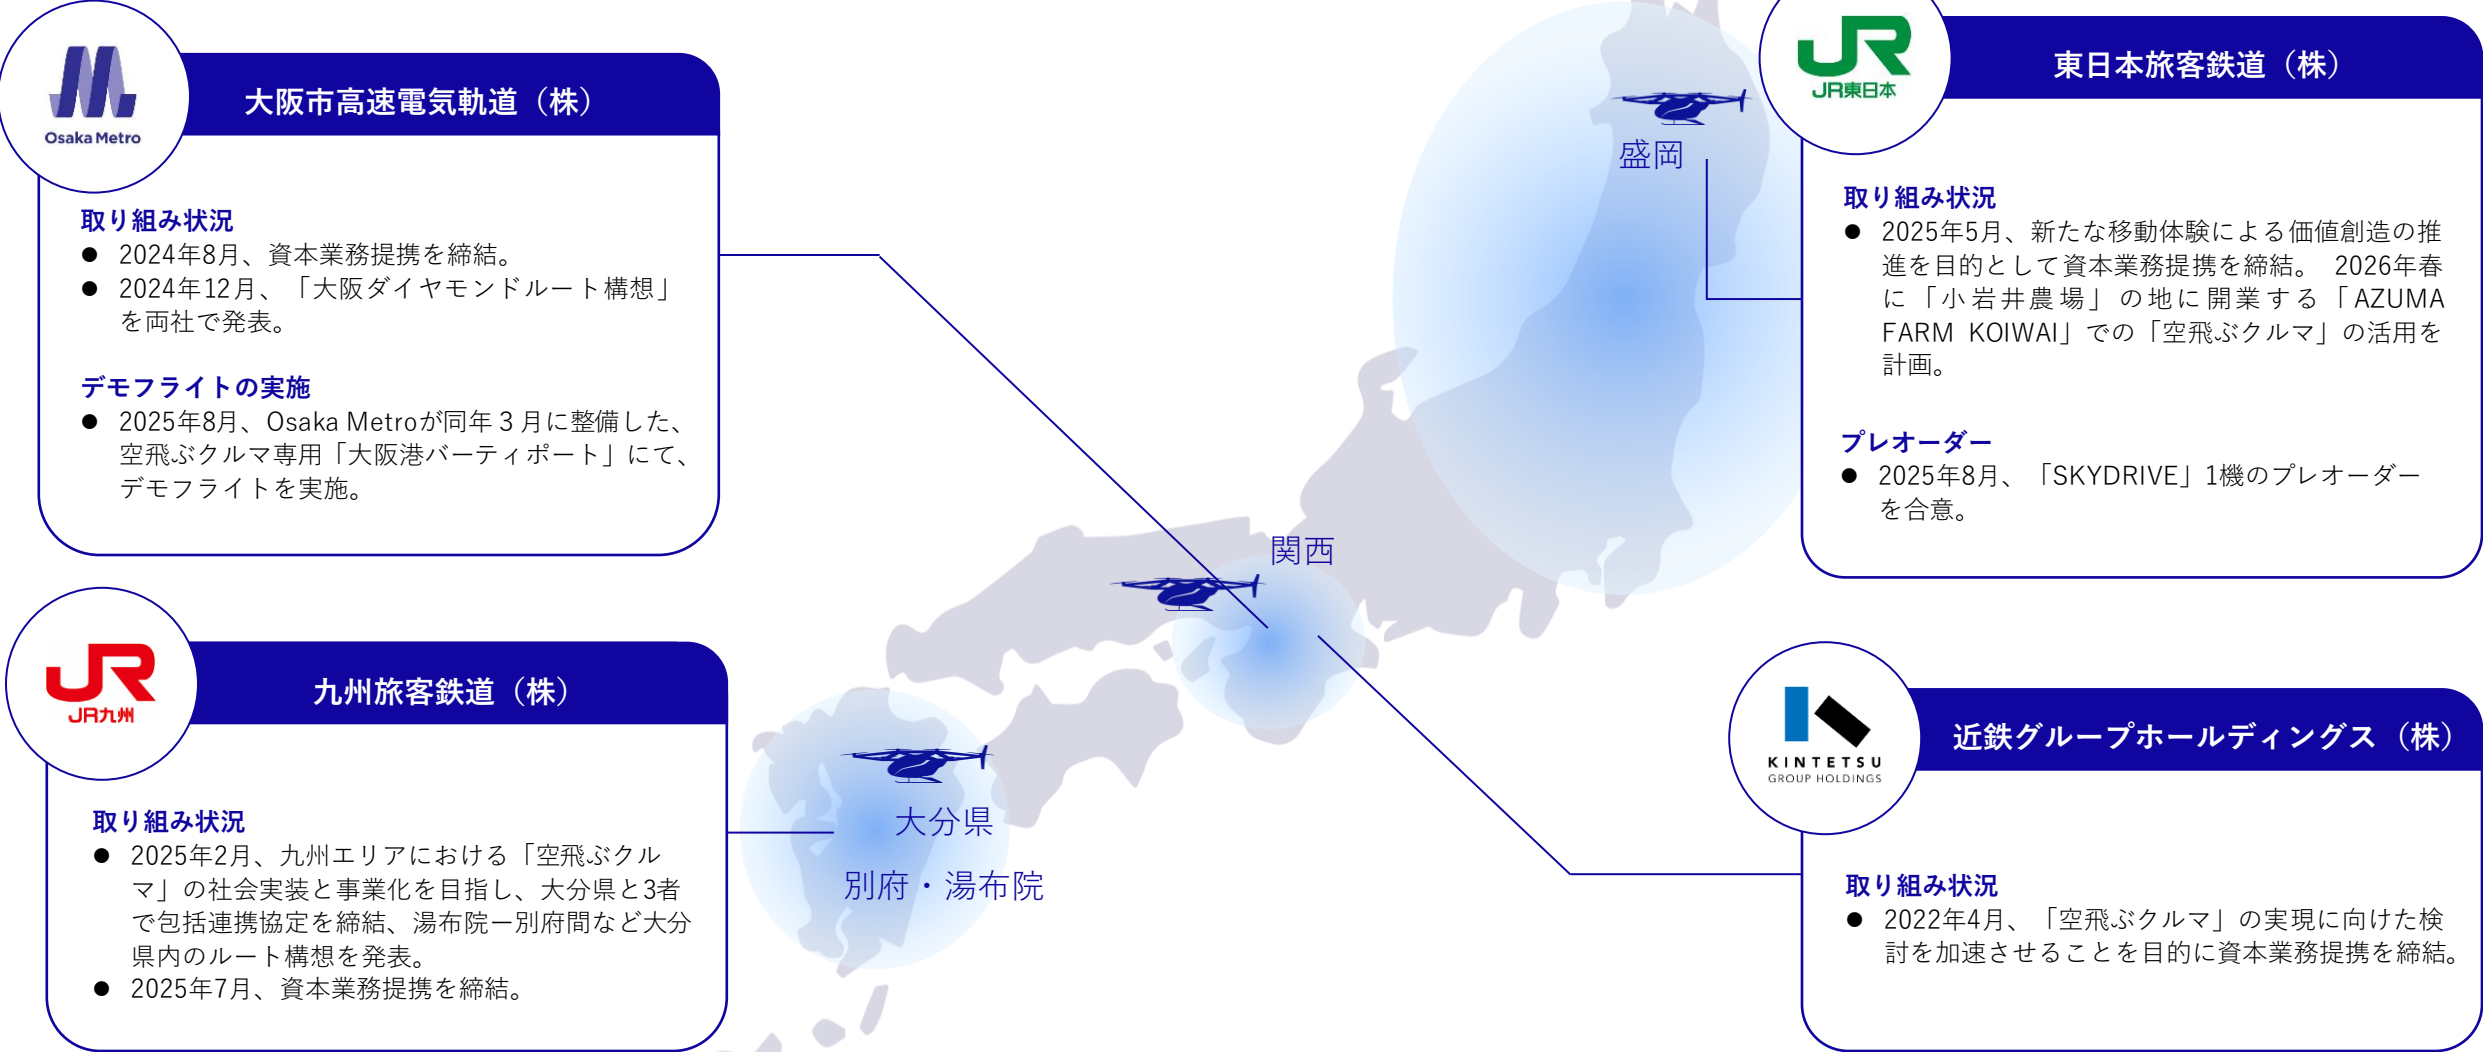 Osaka Metro
大阪市高速電気軌道（株）
取り組み状況
● 2024年8月、資本業務提携を締結。
● 2024年12月、「大阪ダイヤモンドルート構想」
を両社で発表。
デモフライトの実施
● 2025年8月、Osaka Metroが同年３月に整備した、
空飛ぶクルマ専用「大阪港バーティポート」にて、
デモフライトを実施。
JR
JR九州
九州旅客鉄道（株）
取り組み状況
● 2025年2月、九州エリアにおける「空飛ぶクル
マ」の社会実装と事業化を目指し、大分県と3者
で包括連携協定を締結、湯布院ー別府間など大分
県内のルート構想を発表。
● 2025年7月、資本業務提携を締結。
盛岡
関西
大分県
別府・湯布院
JR
JR東日本
東日本旅客鉄道（株）
取り組み状況
● 2025年5月、新たな移動体験による価値創造の推
進を目的として資本業務提携を締結。 2026年春
に「小岩井農場」の地に開業する「AZUMA
FARM KOIWAI」での「空飛ぶクルマ」の活用を
計画。
プレオーダー
● 2025年8月、「SKYDRIVE」1機のプレオーダー
を合意。
KINTETSU
GROUP HOLDINGS
近鉄グループホールディングス（株）
取り組み状況
● 2022年4月、「空飛ぶクルマ」の実現に向けた検
討を加速させることを目的に資本業務提携を締結。